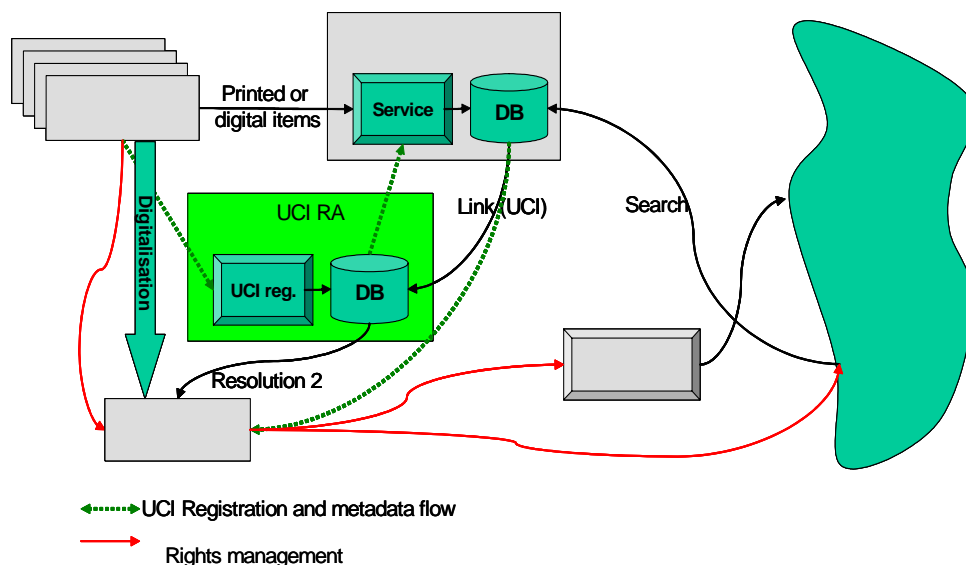 Printed or
digital items
Service
DB
Digitalisation
UCI RA
Link (UCI)
Search
UCI reg.
DB
Resolution 2
UCI Registration and metadata flow
Rights management